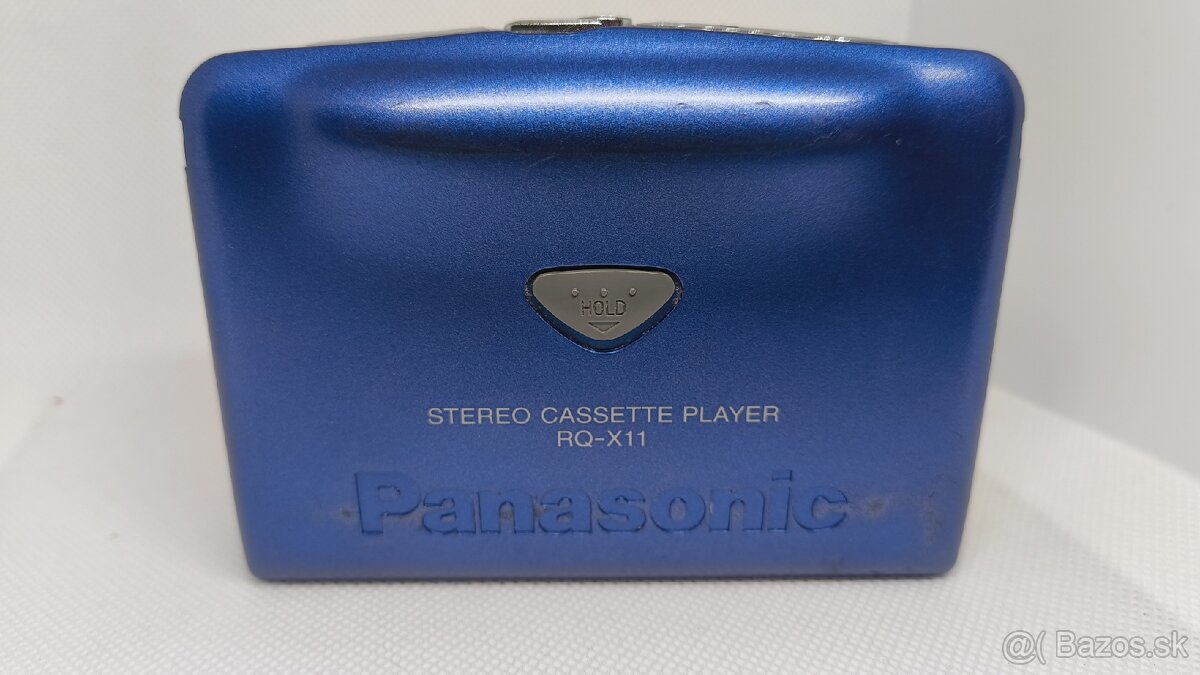 HOLD
STEREO CASSETTE PLAYER
RQ-X11
Panasonic
@( Bazos.sk